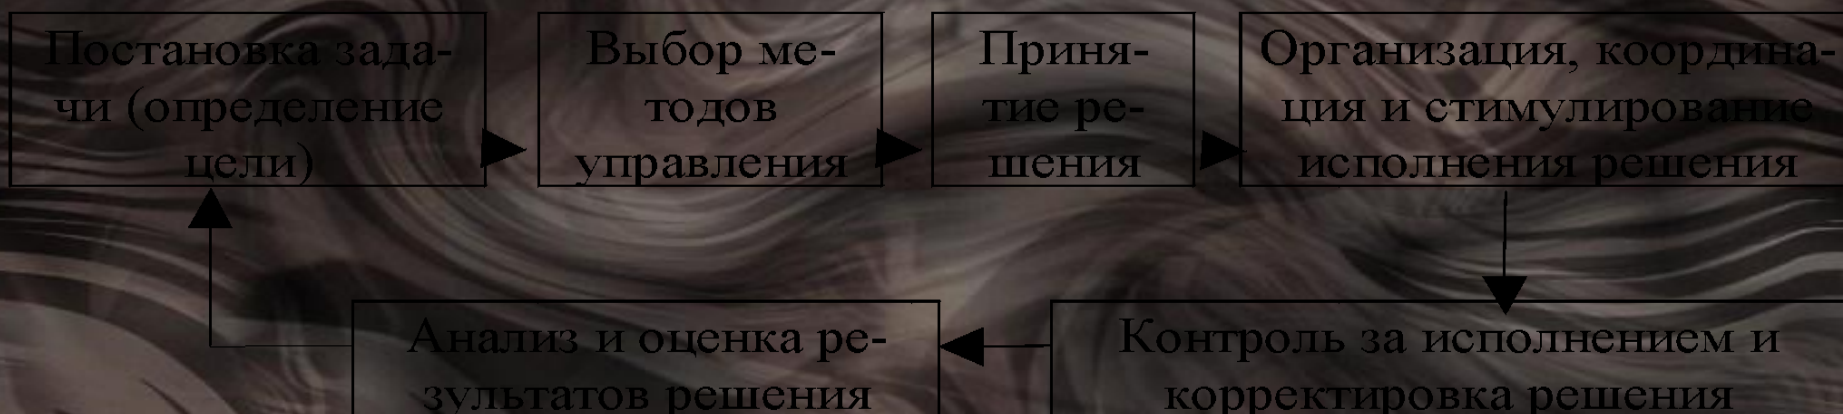 Постановка зада-
чи (определение
цели)
Выбор ме-
тодов
управления
Приня-
тие ре-
шения
Организация, координа-
ция и стимулирование
исполнения решения
Анализ и оценка ре-
зультатов решения
Контроль за исполнением и
корректировка решения